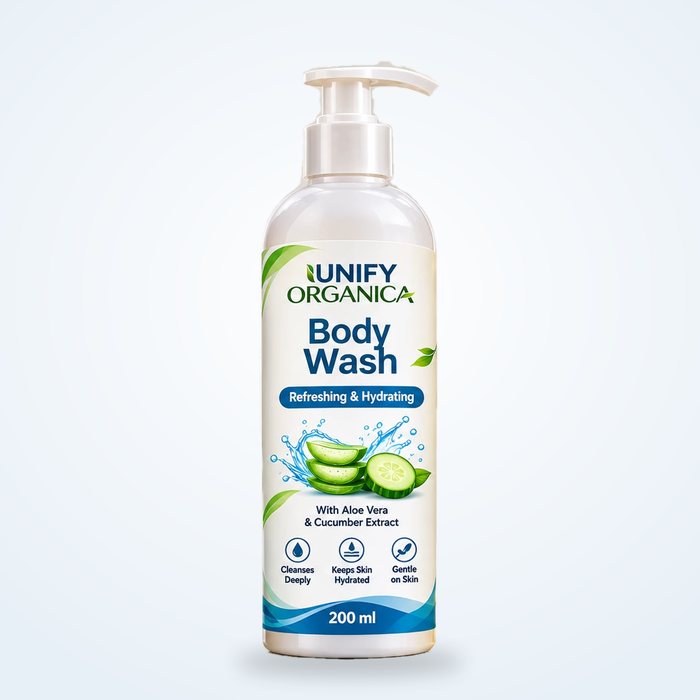 UNIFY
ORGANICA
Body
Wash
Refreshing & Hydrating
With Aloe Vera
& Cucumber Extract
Cleanses
Deeply
Keeps Skin
Hydrated
Gentle
on Skin
200 ml